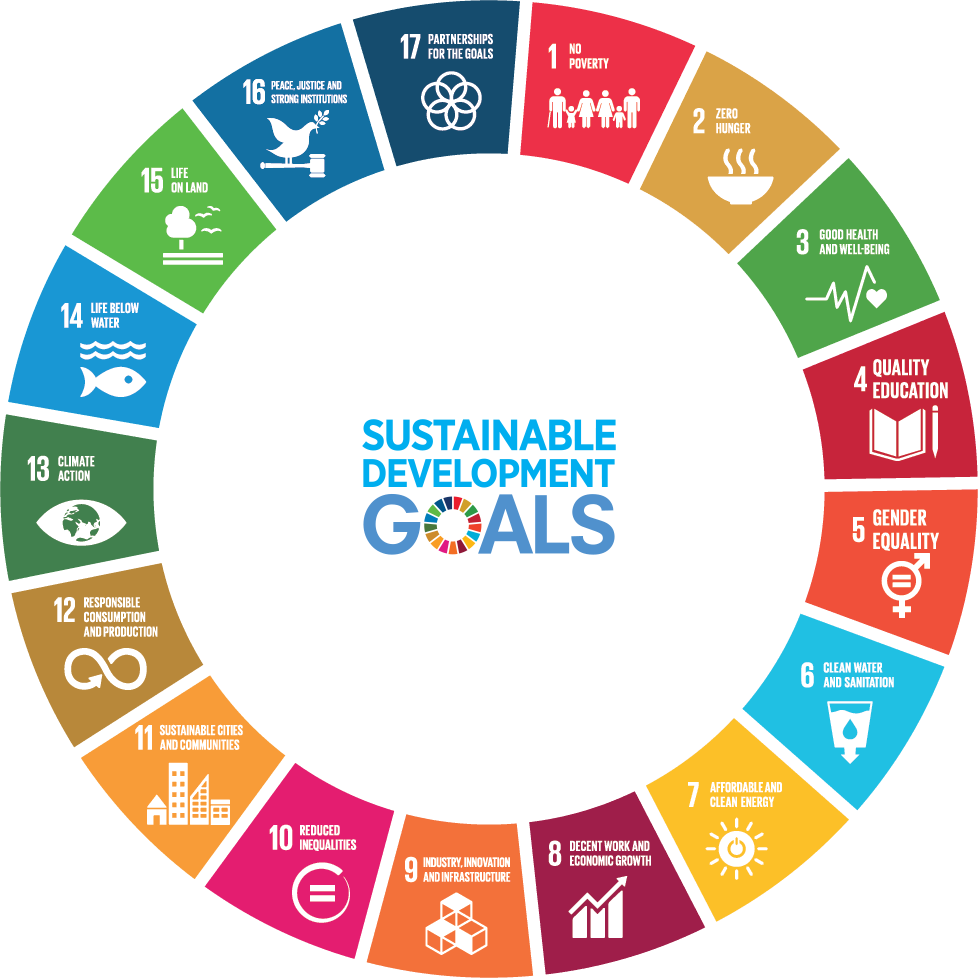 1 NO
POVERTY
2 ZERO
HUNGER
3 GOOD HEALTH
AND WELL-BEING
4 QUALITY
EDUCATION
5 GENDER
EQUALITY
6 CLEAN WATER
AND SANITATION
7 AFFORDABLE AND
CLEAN ENERGY
8 DECENT WORK AND
ECONOMIC GROWTH
9 INDUSTRY, INNOVATION
AND INFRASTRUCTURE
10 REDUCED
INEQUALITIES
11 SUSTAINABLE CITIES
AND COMMUNITIES
12 RESPONSIBLE
CONSUMPTION
AND PRODUCTION
13 CLIMATE
ACTION
14 LIFE BELOW
WATER
15 LIFE
ON LAND
16 PEACE, JUSTICE AND
STRONG INSTITUTIONS
17 PARTNERSHIPS
FOR THE GOALS
SUSTAINABLE
DEVELOPMENT
GOALS